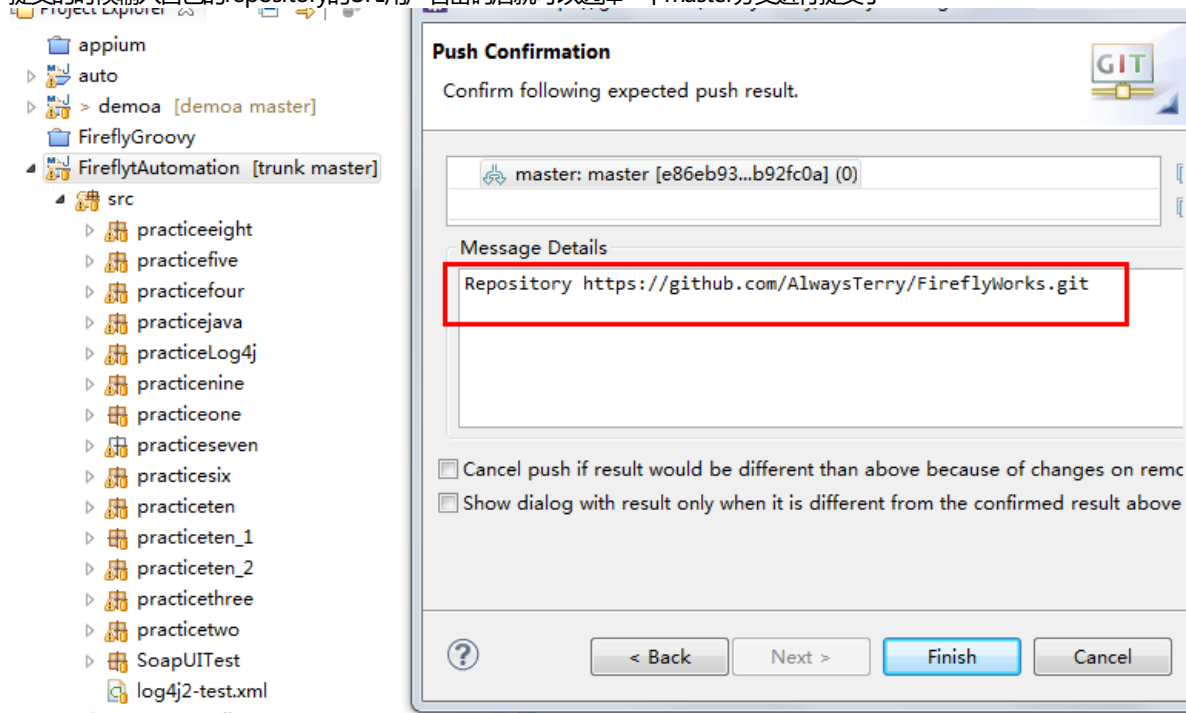 Project Explorer
appium
auto
> demoa [demoa master]
FireflyGroovy
FireflytAutomation [trunk master]
src
practiceeight
practicefive
practicefour
practicejava
practiceLog4j
practicenine
practiceone
practiceseven
practicesix
practiceten
practiceten_1
practiceten_2
practicethree
practicetwo
SoapUITest
log4j2-test.xml
Push Confirmation
Confirm following expected push result.
GIT
master: master [e86eb93...b92fc0a] (0)
Message Details
Repository https://github.com/AlwaysTerry/FireflyWorks.git
Cancel push if result would be different than above because of changes on remo
Show dialog with result only when it is different from the confirmed result above
< Back
Next >
Finish
Cancel